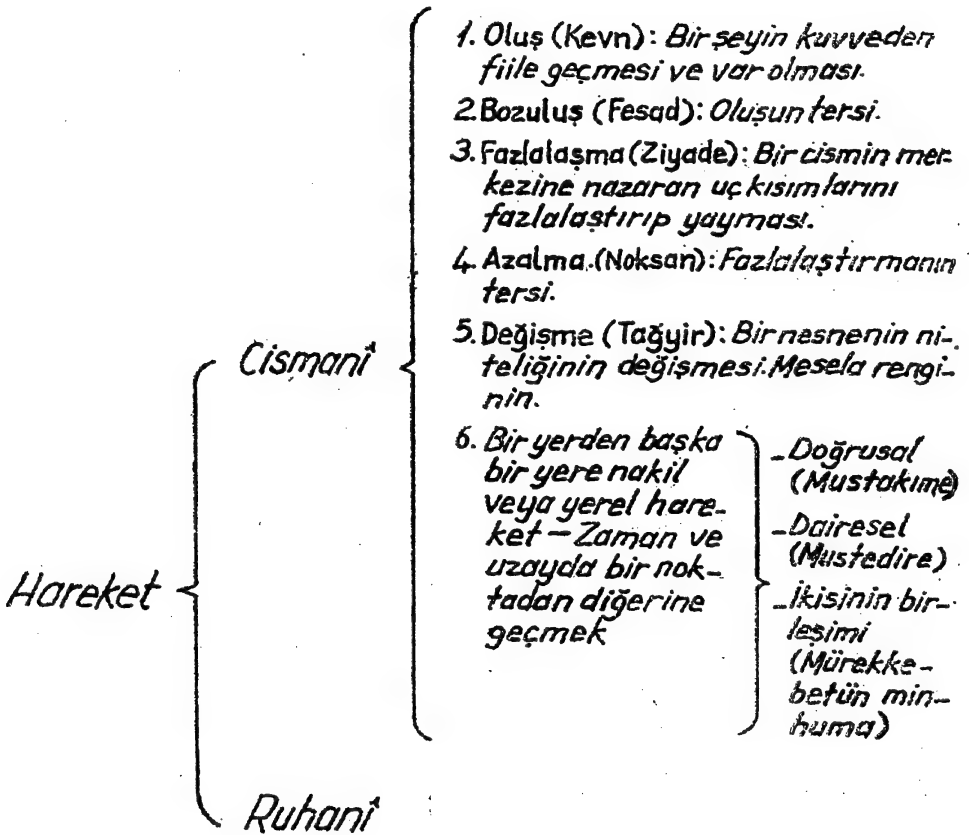 1. Oluş (Kevn): Bir şeyin kuvveden
fiile geçmesi ve var olması.
2. Bozuluş (Fesad): Oluşun tersi.
3. Fazlalaşma (Ziyade): Bir cismin mer-
kezine nazaran uç kısımlarını
fazlalaştırıp yayması.
4. Azalma (Noksan): Fazlalaştırmanın
tersi.
5. Değişme (Tağyir): Bir nesnenin ni-
teliğinin değişmesi. Mesela rengi-
nin.
6. Bir yerden başka
bir yere nakil
veya yerel hare-
ket – Zaman ve
uzayda bir nok-
tadan diğerine
geçmek
- Doğrusal
(Mustakıme)
- Dairesel
(Mustedire)
- İkisinin bir-
leşimi
(Mürekke-
betün min-
huma)
Cismanî
Hareket
Ruhanî